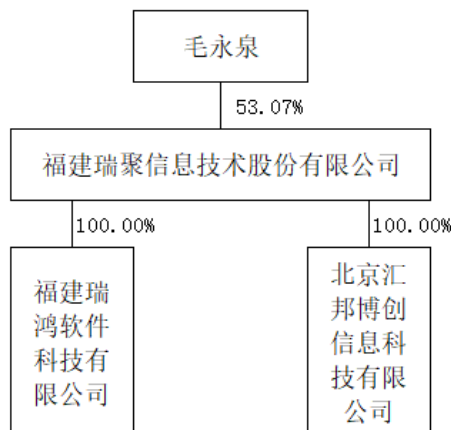 毛永泉
53.07%
福建瑞聚信息技术股份有限公司
100.00%
100.00%
福建瑞
鸿软件
科技有
限公司
北京汇
邦博创
信息科
技有限
公司